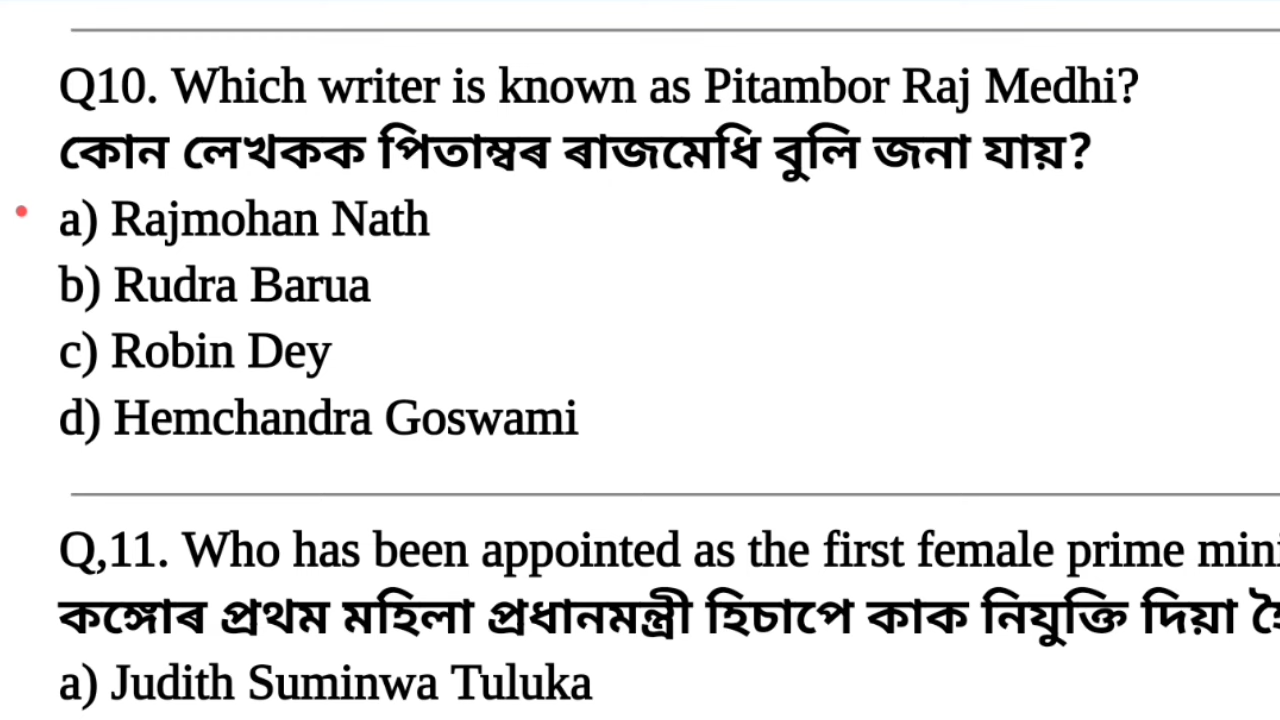 Q10. Which writer is known as Pitambor Raj Medhi?
কোন লেখকক পিতাম্বৰ ৰাজমেধি বুলি জনা যায়?
a) Rajmohan Nath
b) Rudra Barua
c) Robin Dey
d) Hemchandra Goswami
Q,11. Who has been appointed as the first female prime
কঙ্গোৰ প্ৰথম মহিলা প্ৰধানমন্ত্ৰী হিচাপে কাক নিযুক্তি দিয়া
a) Judith Suminwa Tuluka